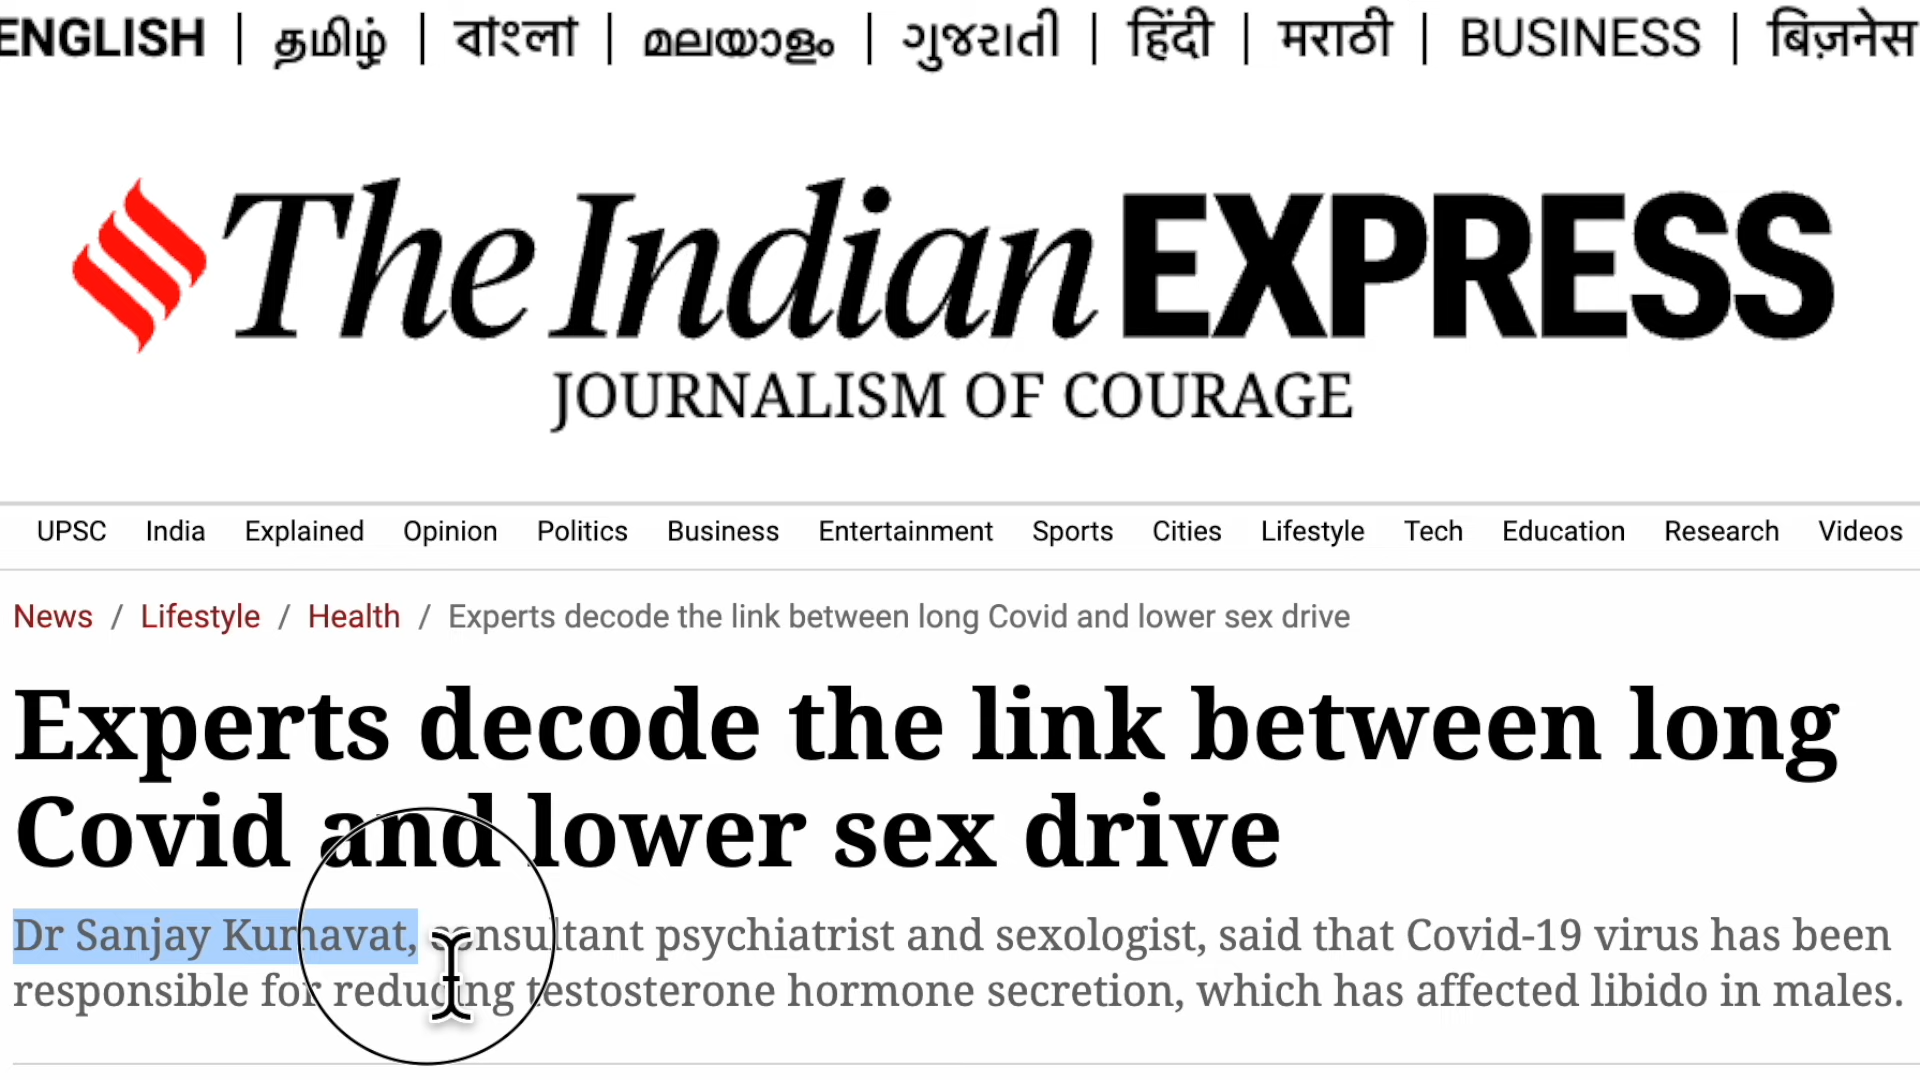 ENGLISH | தமிழ் | বাংলা | മലയാളം | ગુજરાતી | हिंदी | मराठी | BUSINESS | बिज़नेस
The Indian EXPRESS
JOURNALISM OF COURAGE
UPSC India Explained Opinion Politics Business Entertainment Sports Cities Lifestyle Tech Education Research Videos
News / Lifestyle / Health / Experts decode the link between long Covid and lower sex drive
Experts decode the link between long
Covid and lower sex drive
Dr Sanjay Kumavat, consultant psychiatrist and sexologist, said that Covid-19 virus has been
responsible for reducing testosterone hormone secretion, which has affected libido in males.